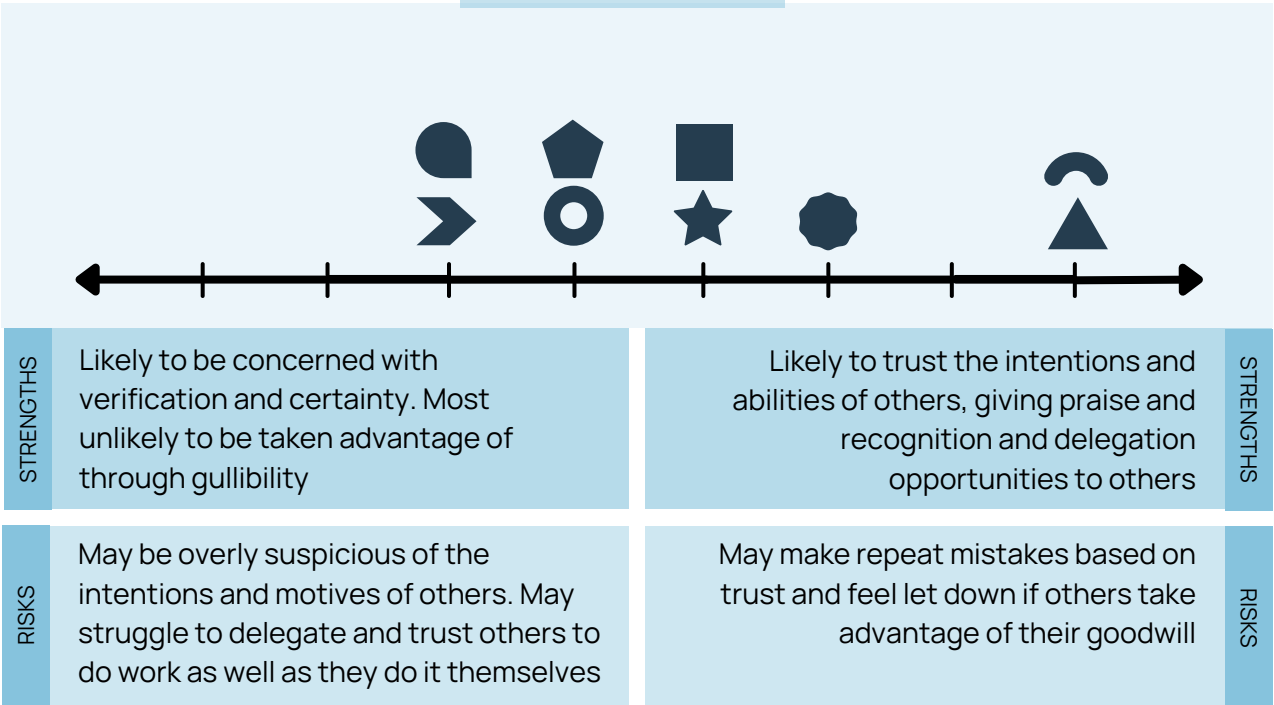 STRENGTHS
Likely to be concerned with
verification and certainty. Most
unlikely to be taken advantage of
through gullibility
Likely to trust the intentions and
abilities of others, giving praise and
recognition and delegation
opportunities to others
STRENGTHS
RISKS
May be overly suspicious of the
intentions and motives of others. May
struggle to delegate and trust others to
do work as well as they do it themselves
May make repeat mistakes based on
trust and feel let down if others take
advantage of their goodwill
RISKS